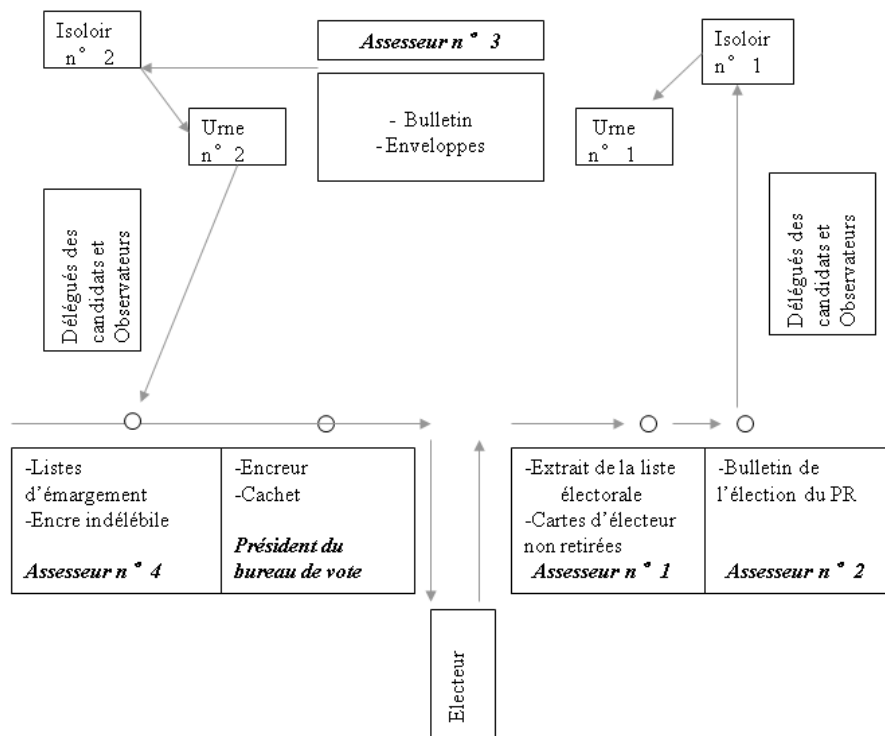 Isoloir
n° 2
Assesseur n° 3
Isoloir
n° 1
- Bulletin
-Enveloppes
Urne
n° 2
Urne
n° 1
Délégués des
candidats et
Observateurs
Délégués des
candidats et
Observateurs
-Listes
d'émargement
-Encre indélébile
Assesseur n° 4
-Encreur
-Cachet
Président du
bureau de vote
-Extrait de la liste
électorale
-Cartes d'électeur
non retirées
Assesseur n° 1
-Bulletin de
l'élection du PR
Assesseur n° 2
Electeur